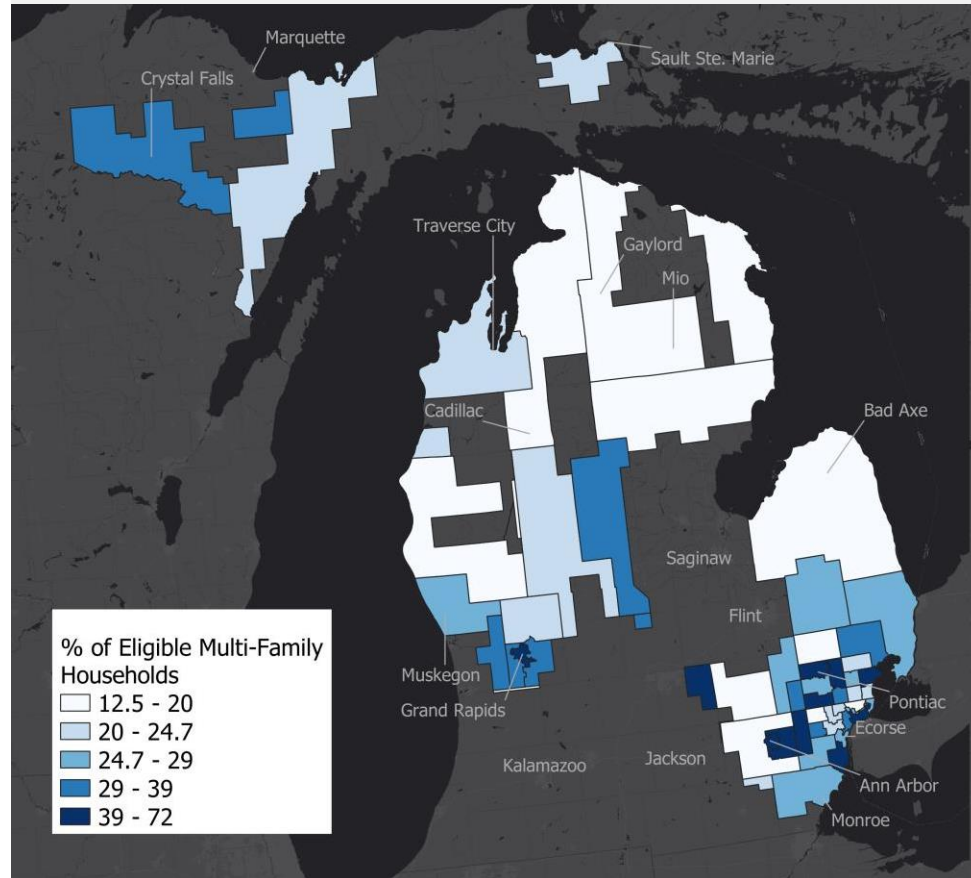 Marquette
Sault Ste. Marie
Crystal Falls
Traverse City
Gaylord
Mio
Cadillac
Bad Axe
Saginaw
Flint
Muskegon
Grand Rapids
Pontiac
Ecorse
Kalamazoo
Jackson
Ann Arbor
Monroe
% of Eligible Multi-Family
Households
12.5 - 20
20 - 24.7
24.7 - 29
29 - 39
39 - 72